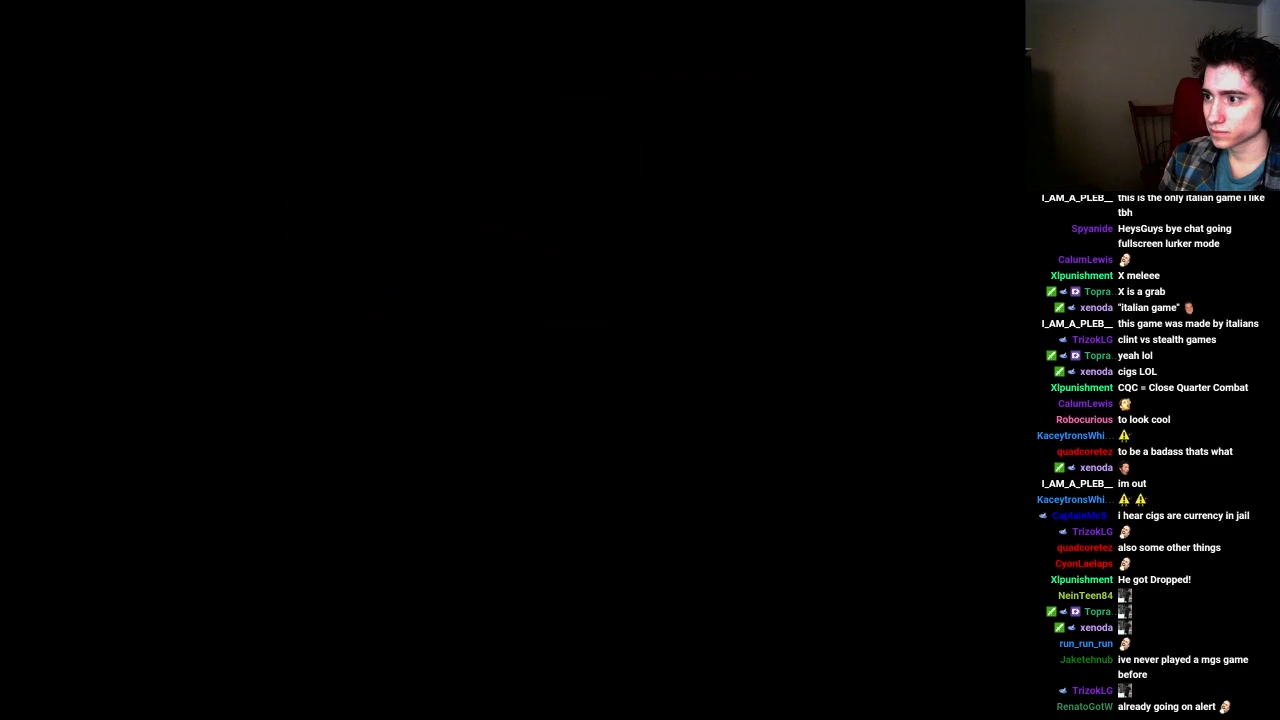 I_AM_A_PLEB__ this is the only italian game i like
tbh
Spyanide HeysGuys bye chat going
fullscreen lurker mode
CalumLewis
Xlpunishment X meleee
Topra. X is a grab
xenoda "italian game"
I_AM_A_PLEB__ this game was made by italians
TrizokLG clint vs stealth games
Topra. yeah lol
xenoda cigs LOL
Xlpunishment CQC = Close Quarter Combat
CalumLewis
Robocurious to look cool
KaceytronsWhi...
quadcoretez to be a badass thats what
xenoda
I_AM_A_PLEB__ im out
KaceytronsWhi...
i hear cigs are currency in jail
TrizokLG
quadcoretez also some other things
CyonLaelaps
Xlpunishment He got Dropped!
NeinTeen84
Topra.
xenoda
run_run_run
Jaketehnub ive never played a mgs game
before
TrizokLG
RenatoGotW already going on alert